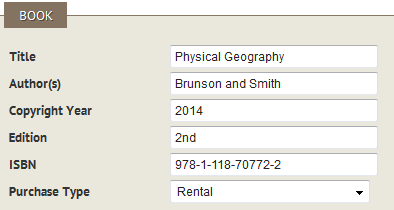 BOOK
Title Physical Geography
Author(s) Brunson and Smith
Copyright Year 2014
Edition 2nd
ISBN 978-1-118-70772-2
Purchase Type Rental